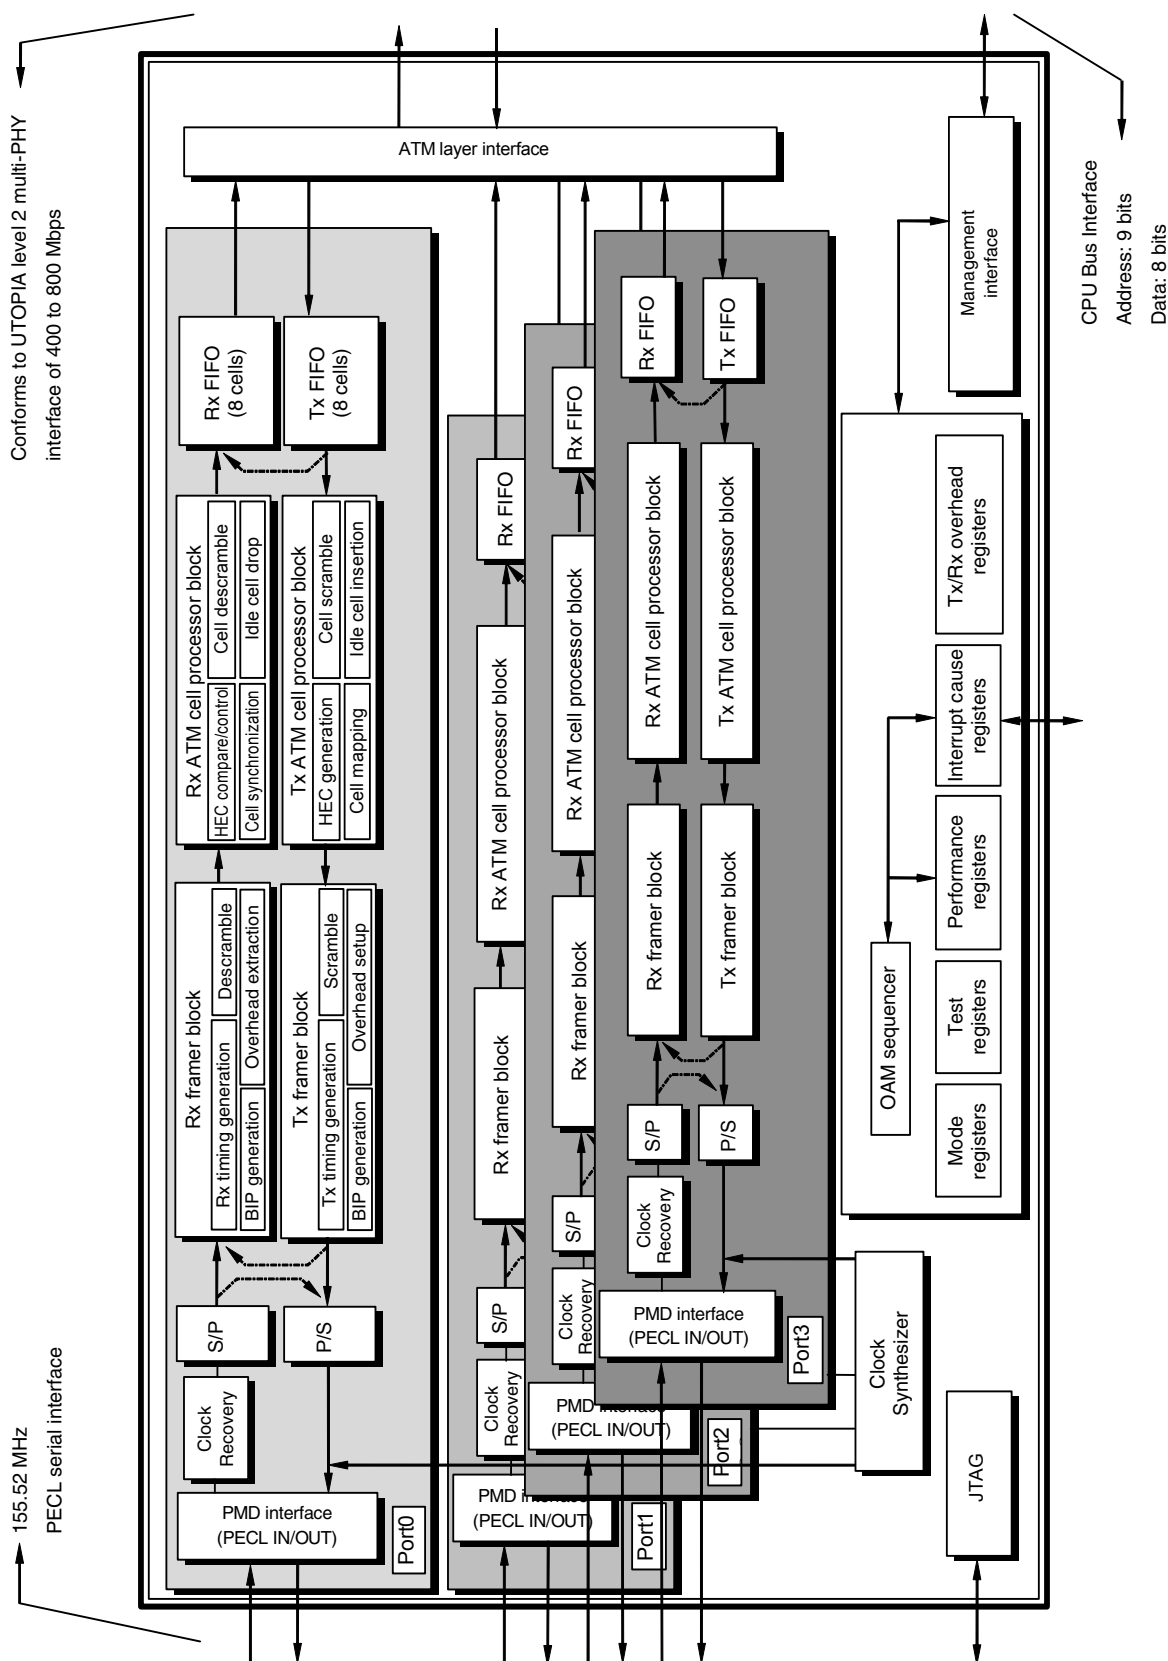 155.52 MHz
PECL serial interface
Conforms to UTOPIA level 2 multi-PHY
interface of 400 to 800 Mbps
ATM layer interface
Rx FIFO
(8 cells)
Tx FIFO
(8 cells)
Rx ATM cell processor block
HEC compare/control
Cell descramble
Cell synchronization
Idle cell drop
Tx ATM cell processor block
HEC generation
Cell scramble
Cell mapping
Idle cell insertion
Rx framer block
Rx timing generation
Descramble
BIP generation
Overhead extraction
Tx framer block
Tx timing generation
Scramble
BIP generation
Overhead setup
S/P
P/S
Clock
Recovery
PMD interface
(PECL IN/OUT)
Port0
Rx FIFO
Rx ATM cell processor block
Rx framer block
S/P
Clock
Recovery
PMD interface
(PECL IN/OUT)
Port1
Rx FIFO
Rx ATM cell processor block
Rx framer block
S/P
Clock
Recovery
PMD interface
(PECL IN/OUT)
Port2
Rx FIFO
Tx FIFO
Rx ATM cell processor block
Tx ATM cell processor block
Rx framer block
Tx framer block
S/P
P/S
Clock
Recovery
PMD interface
(PECL IN/OUT)
Port3
Management
interface
CPU Bus Interface
Address: 9 bits
Data: 8 bits
OAM sequencer
Mode
registers
Test
registers
Performance
registers
Interrupt cause
registers
Tx/Rx overhead
registers
Clock
Synthesizer
JTAG